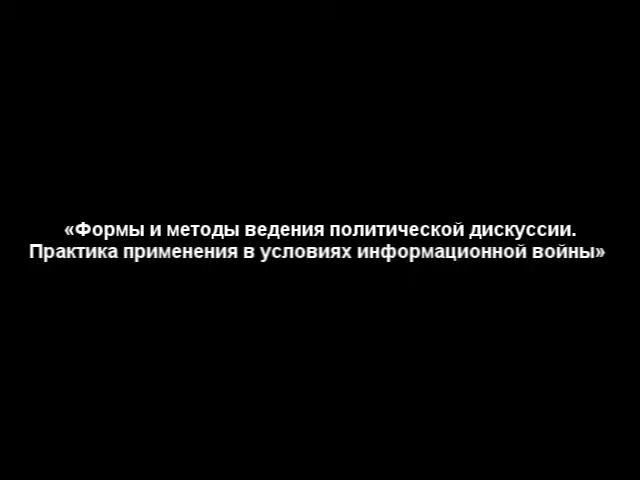 «Формы и методы ведения политической дискуссии.
Практика применения в условиях информационной войны»